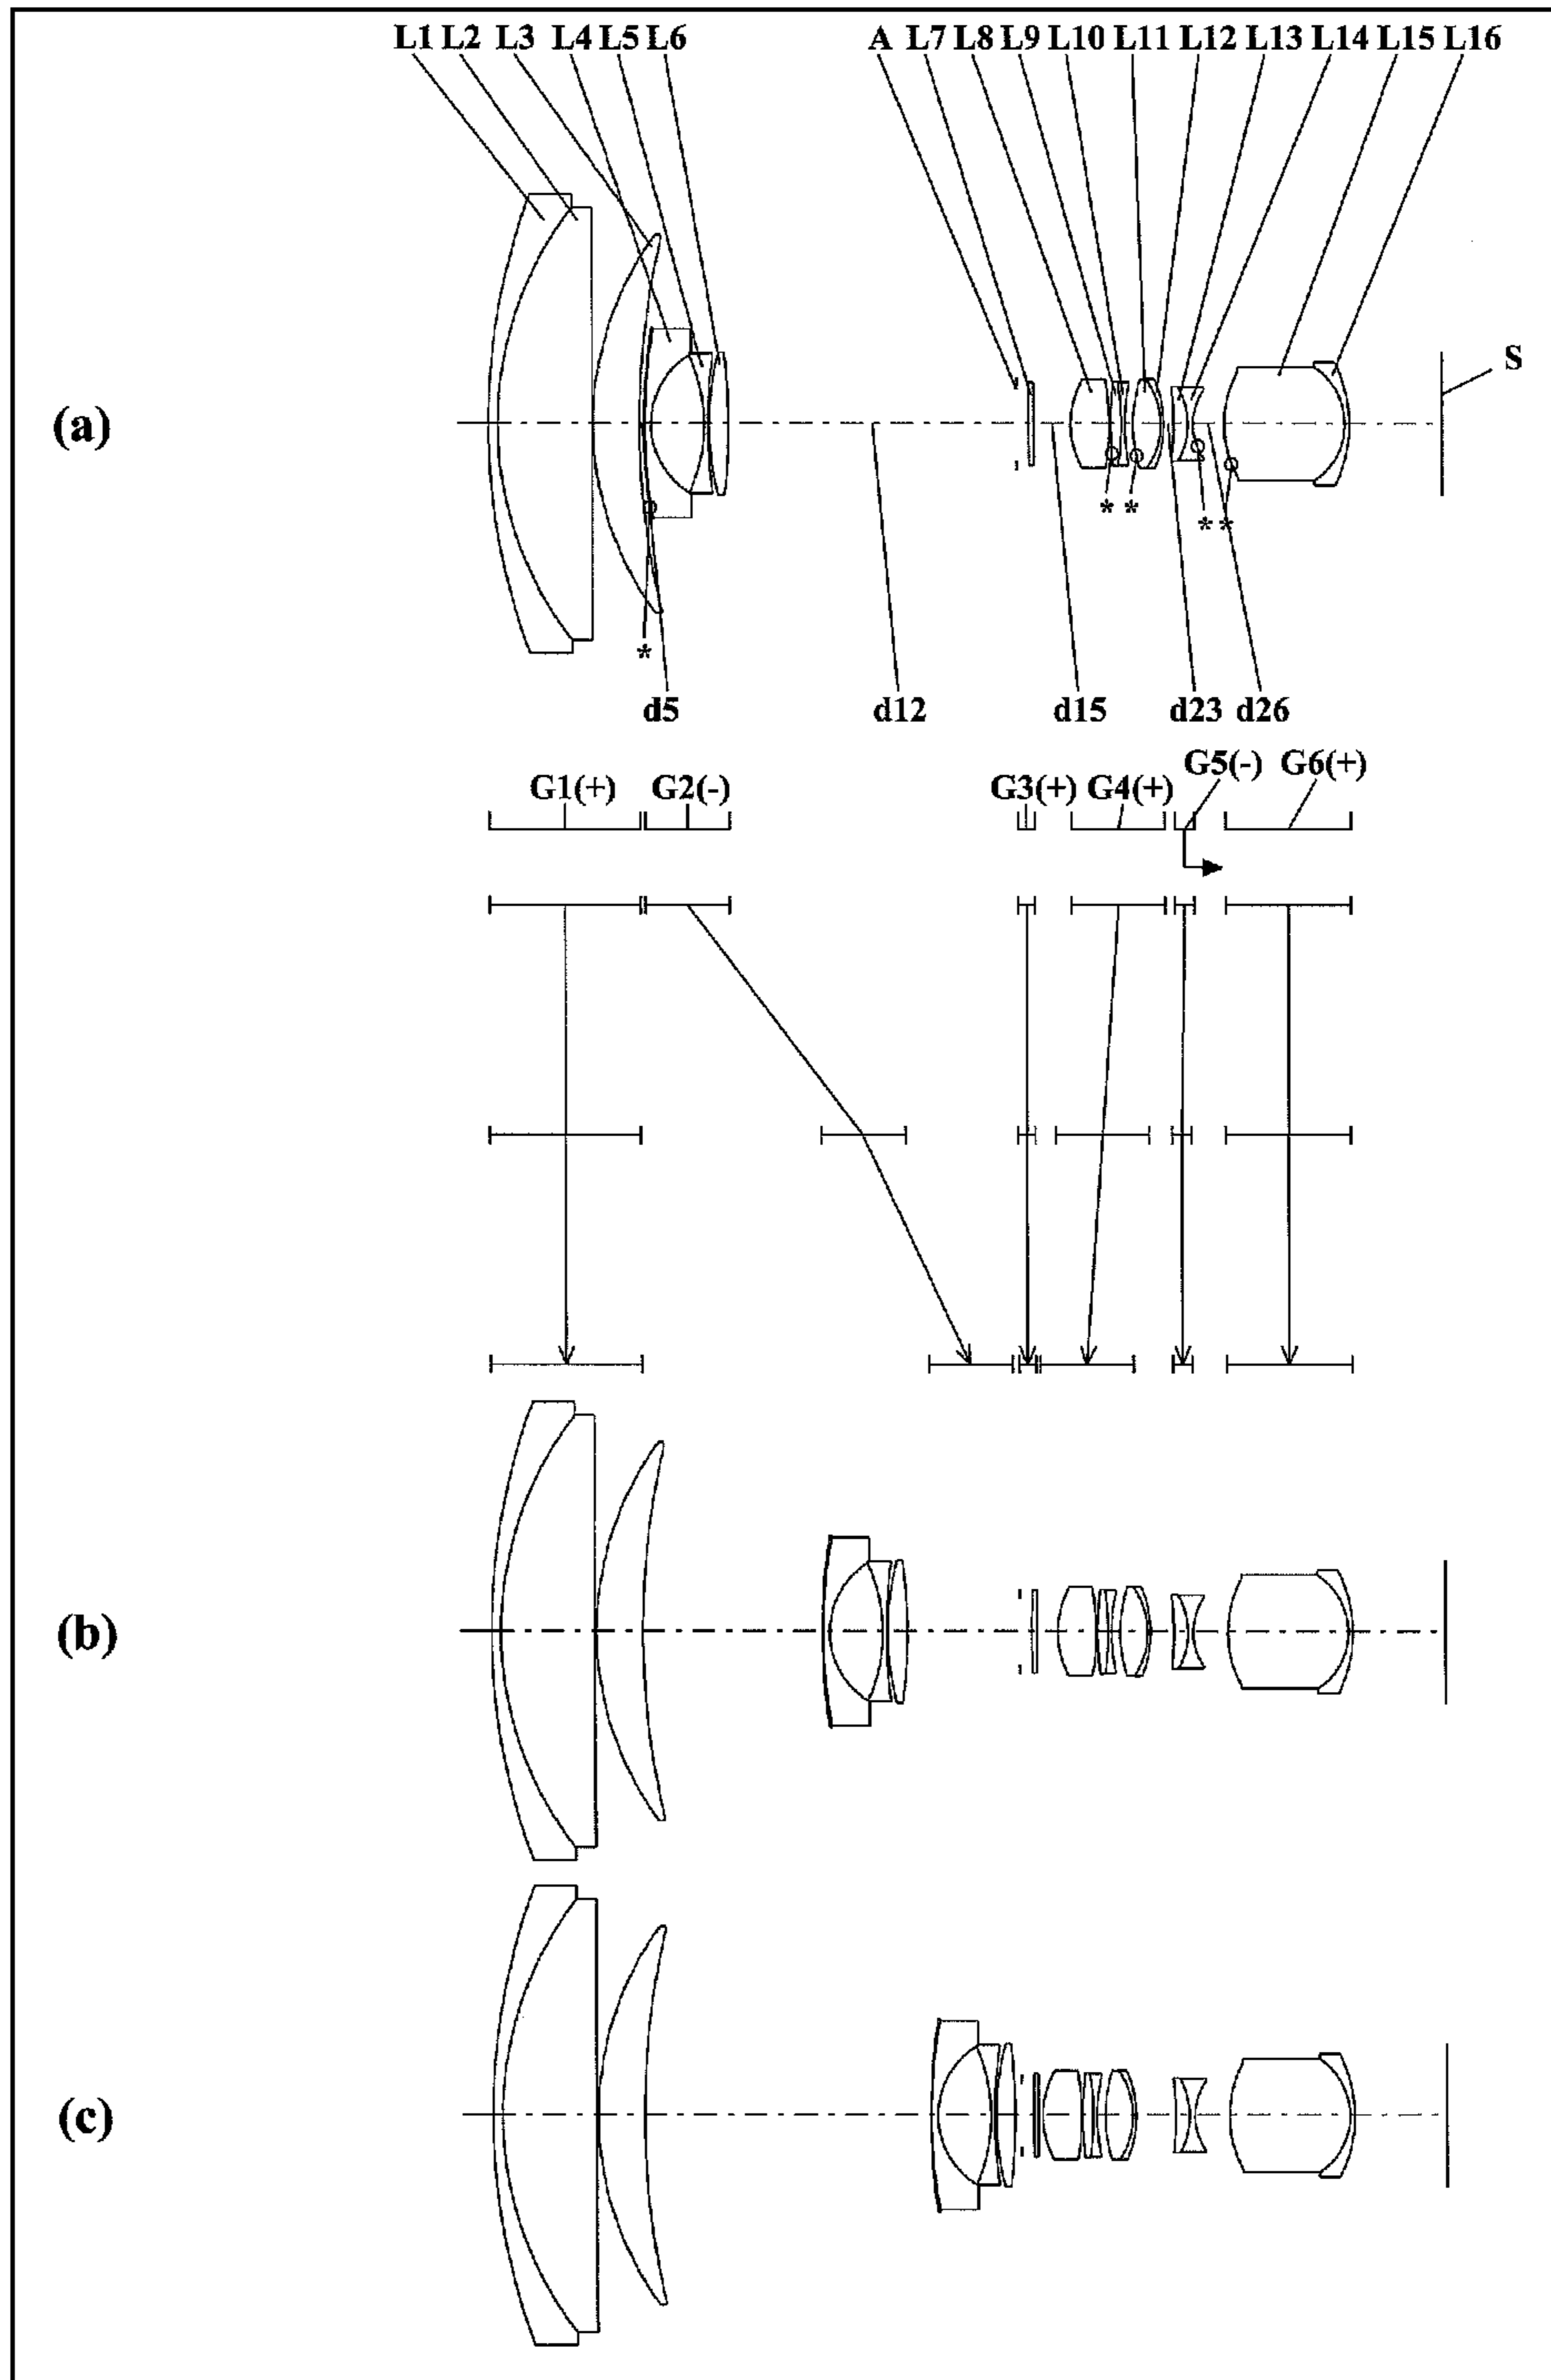 L1 L2 L3 L4 L5 L6 A L7 L8 L9 L10 L11 L12 L13 L14 L15 L16
S
(a)
* * * *
*
d5 d12 d15 d23 d26
G1(+) G2(-) G3(+) G4(+) G5(-) G6(+)
(b)
(c)